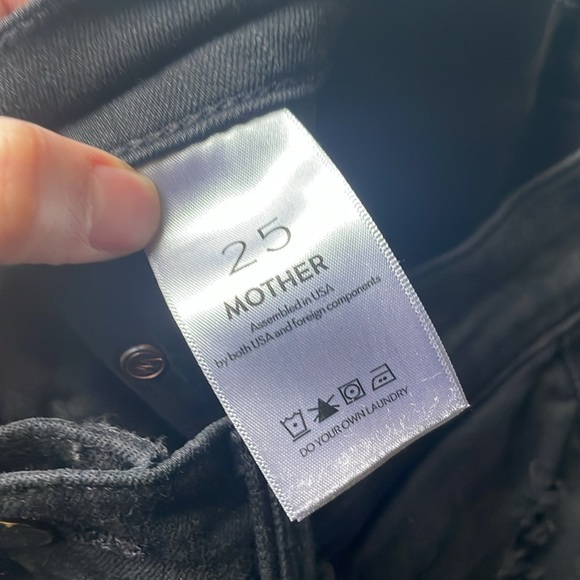 25
MOTHER
Assembled in USA
by both USA and foreign components
DO YOUR OWN LAUNDRY